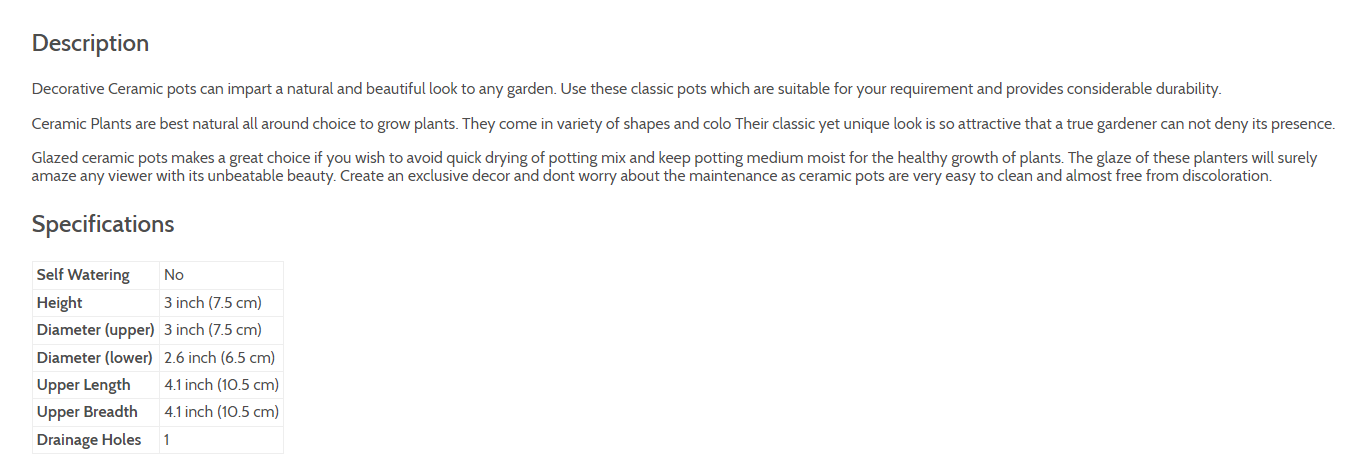 Description
Decorative Ceramic pots can impart a natural and beautiful look to any garden. Use these classic pots which are suitable for your requirement and provides considerable durability.
Ceramic Plants are best natural all around choice to grow plants. They come in variety of shapes and colo Their classic yet unique look is so attractive that a true gardener can not deny its presence.
Glazed ceramic pots makes a great choice if you wish to avoid quick drying of potting mix and keep potting medium moist for the healthy growth of plants. The glaze of these planters will surely
amaze any viewer with its unbeatable beauty. Create an exclusive decor and dont worry about the maintenance as ceramic pots are very easy to clean and almost free from discoloration.
Specifications
Self Watering No
Height 3 inch (7.5 cm)
Diameter (upper) 3 inch (7.5 cm)
Diameter (lower) 2.6 inch (6.5 cm)
Upper Length 4.1 inch (10.5 cm)
Upper Breadth 4.1 inch (10.5 cm)
Drainage Holes 1